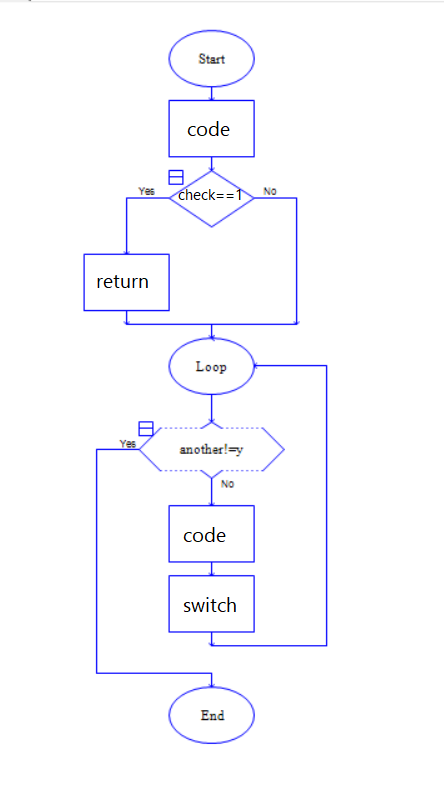 Start
code
check==1
Yes
No
return
Loop
another!=y
Yes
No
code
switch
End